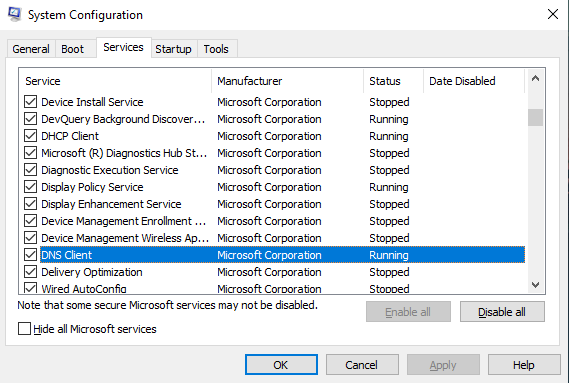 System Configuration
General Boot Services Startup Tools
Service Manufacturer Status Date Disabled
Device Install Service Microsoft Corporation Stopped
DevQuery Background Discover... Microsoft Corporation Running
DHCP Client Microsoft Corporation Running
Microsoft (R) Diagnostics Hub St... Microsoft Corporation Stopped
Diagnostic Execution Service Microsoft Corporation Stopped
Display Policy Service Microsoft Corporation Running
Display Enhancement Service Microsoft Corporation Stopped
Device Management Enrollment ... Microsoft Corporation Stopped
Device Management Wireless Ap... Microsoft Corporation Stopped
DNS Client Microsoft Corporation Running
Delivery Optimization Microsoft Corporation Stopped
Wired AutoConfig Microsoft Corporation Stopped
Note that some secure Microsoft services may not be disabled.
Enable all Disable all
Hide all Microsoft services
OK Cancel Apply Help